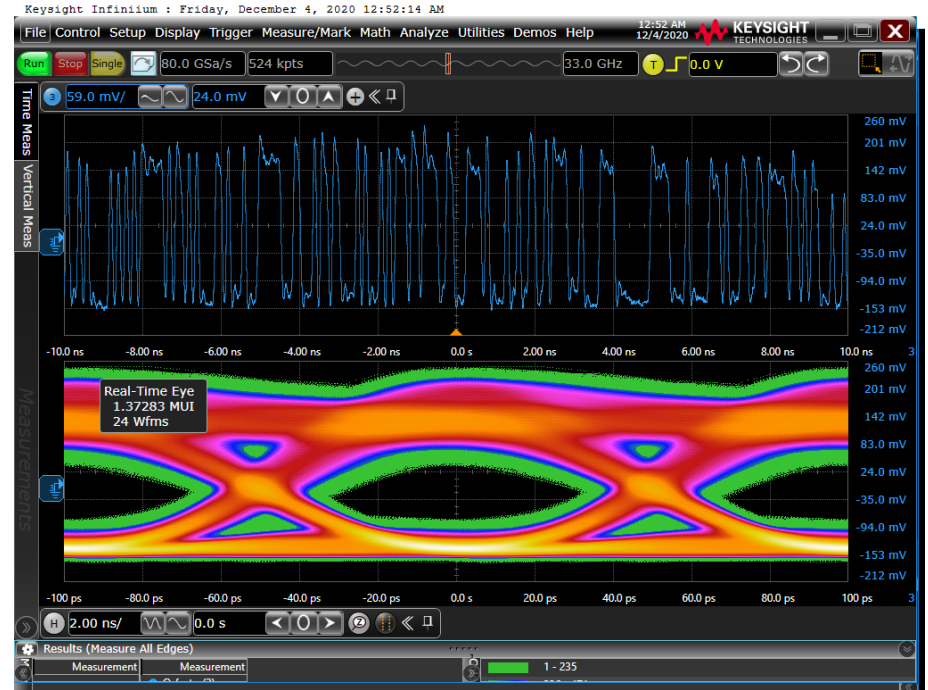 Keysight Infiniium : Friday, December 4, 2020 12:52:14 AM
File Control Setup Display Trigger Measure/Mark Math Analyze Utilities Demos Help
12:52 AM
12/4/2020
KEYSIGHT
TECHNOLOGIES
Run Stop Single 80.0 GSa/s 524 kpts 33.0 GHz T 0.0 V
3 59.0 mV/ 24.0 mV 0
Time Meas
Vertical Meas
Measurements
260 mV
201 mV
142 mV
83.0 mV
24.0 mV
-35.0 mV
-94.0 mV
-153 mV
-212 mV
-10.0 ns -8.00 ns -6.00 ns -4.00 ns -2.00 ns 0.0 s 2.00 ns 4.00 ns 6.00 ns 8.00 ns 10.0 ns 3
Real-Time Eye
1.37283 MUI
24 Wfms
260 mV
201 mV
142 mV
83.0 mV
24.0 mV
-35.0 mV
-94.0 mV
-153 mV
-212 mV
-100 ps -80.0 ps -60.0 ps -40.0 ps -20.0 ps 0.0 s 20.0 ps 40.0 ps 60.0 ps 80.0 ps 100 ps 3
H 2.00 ns/ 0.0 s 0 Z
Results (Measure All Edges)
Measurement Measurement 1 - 235